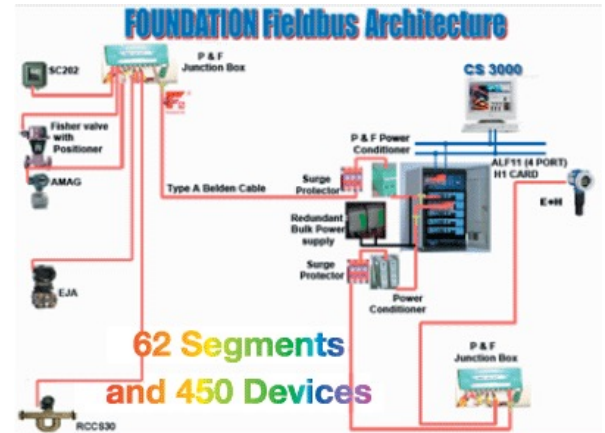 FOUNDATION Fieldbus Architecture
P & F
Junction Box
SC202
CS 3000
Fisher valve
with
Positioner
P & F Power
Conditioner
ALF11 (4 PORT)
H1 CARD
AMAG
Type A Belden Cable
Surge
Protector
E+H
Redundant
Bulk Power
supply
Surge
Protector
EJA
Power
Conditioner
62 Segments
and 450 Devices
P & F
Junction Box
RCCS30